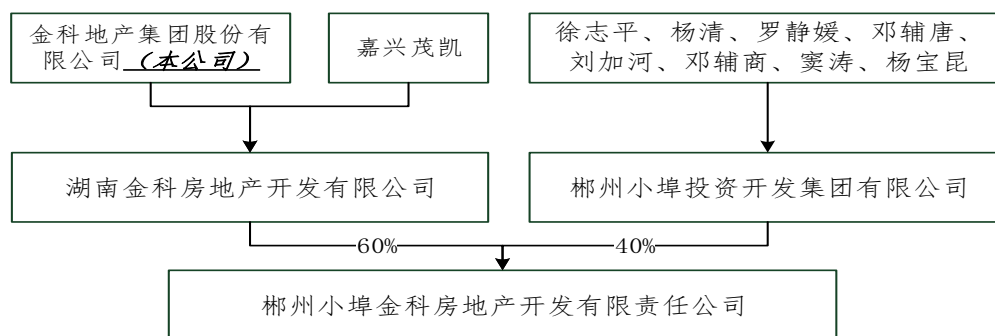 金科地产集团股份有
限公司 （本公司）
嘉兴茂凯
徐志平、杨清、罗静媛、邓辅唐、
刘加河、邓辅商、窦涛、杨宝昆
湖南金科房地产开发有限公司
郴州小埠投资开发集团有限公司
60%
40%
郴州小埠金科房地产开发有限责任公司